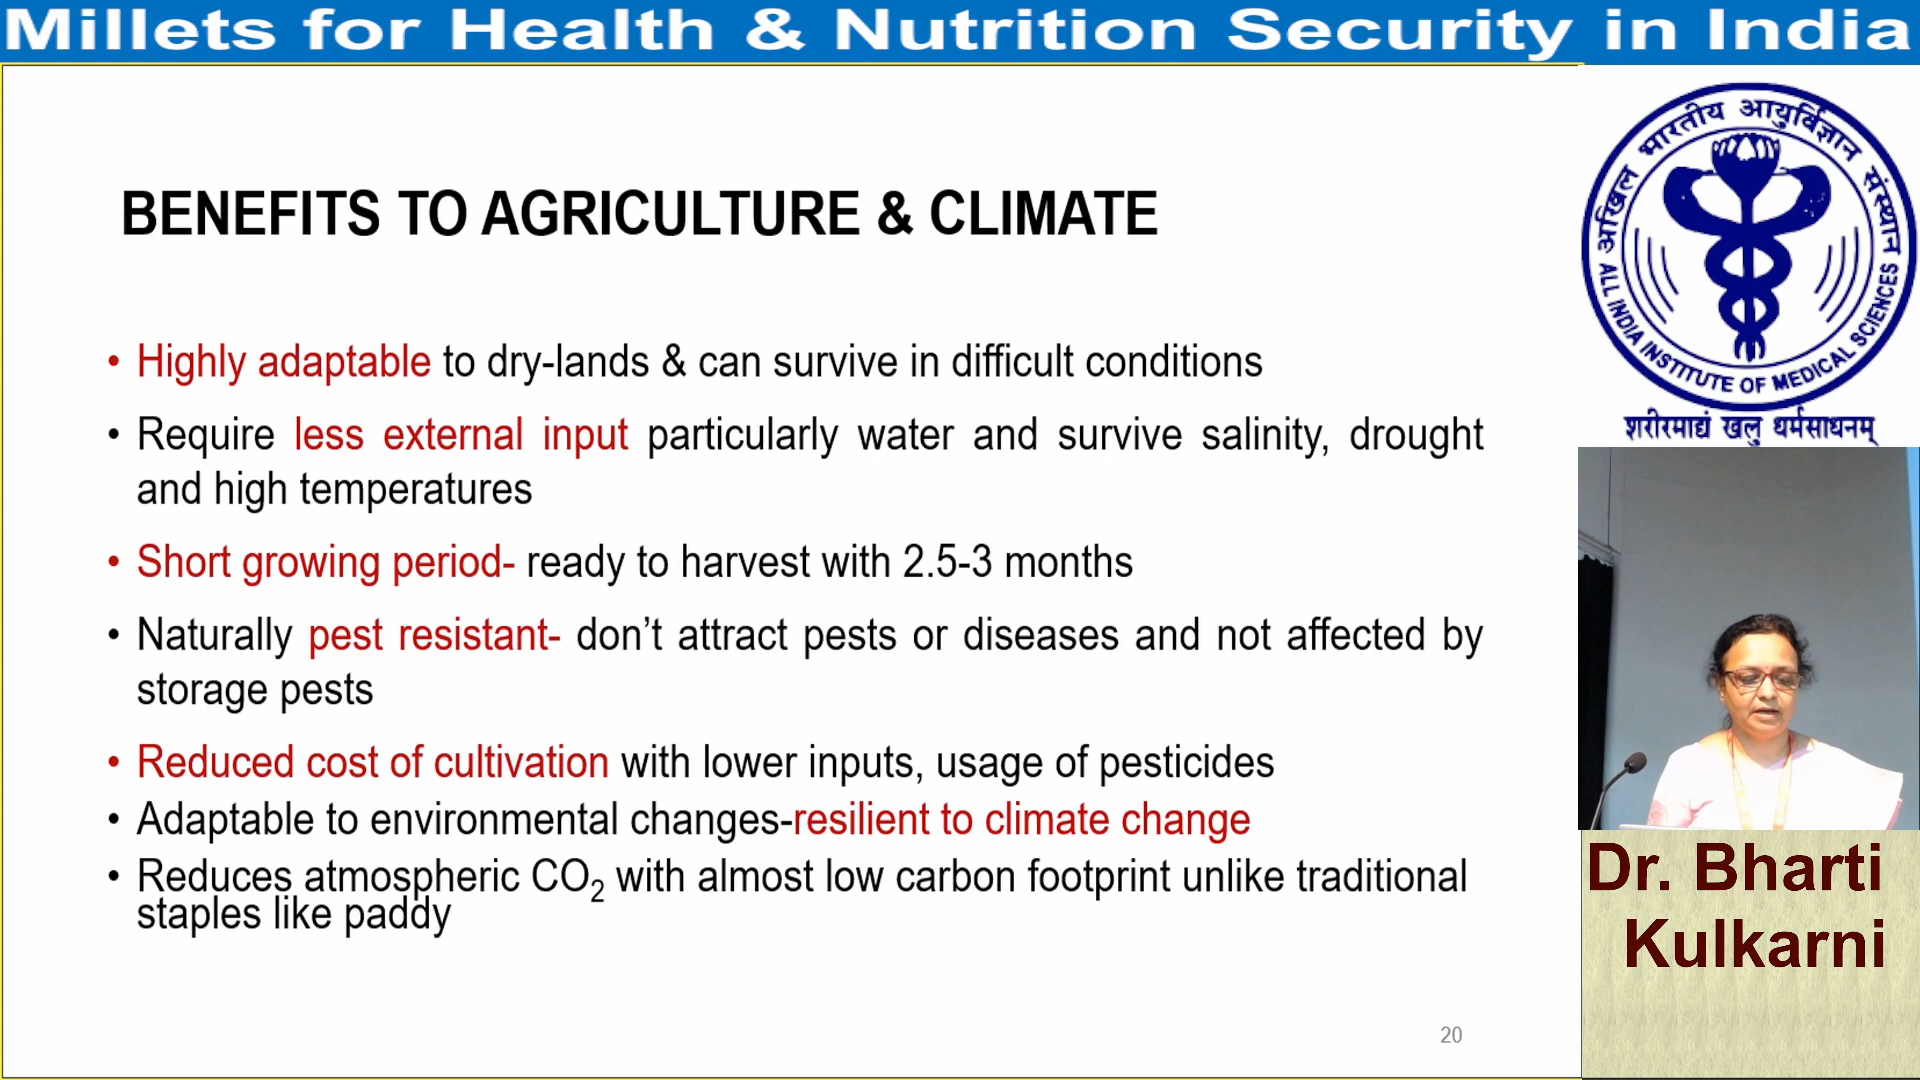 Millets for Health & Nutrition Security in India
BENEFITS TO AGRICULTURE & CLIMATE
• Highly adaptable to dry-lands & can survive in difficult conditions
• Require less external input particularly water and survive salinity, drought
and high temperatures
• Short growing period- ready to harvest with 2.5-3 months
• Naturally pest resistant- don’t attract pests or diseases and not affected by
storage pests
• Reduced cost of cultivation with lower inputs, usage of pesticides
• Adaptable to environmental changes-resilient to climate change
• Reduces atmospheric CO₂ with almost low carbon footprint unlike traditional
staples like paddy
20
अखिल भारतीय आयुर्विज्ञान संस्थान
ALL INDIA INSTITUTE OF MEDICAL SCIENCES
शरीरमाद्यं खलु धर्मसाधनम्
Dr. Bharti
Kulkarni